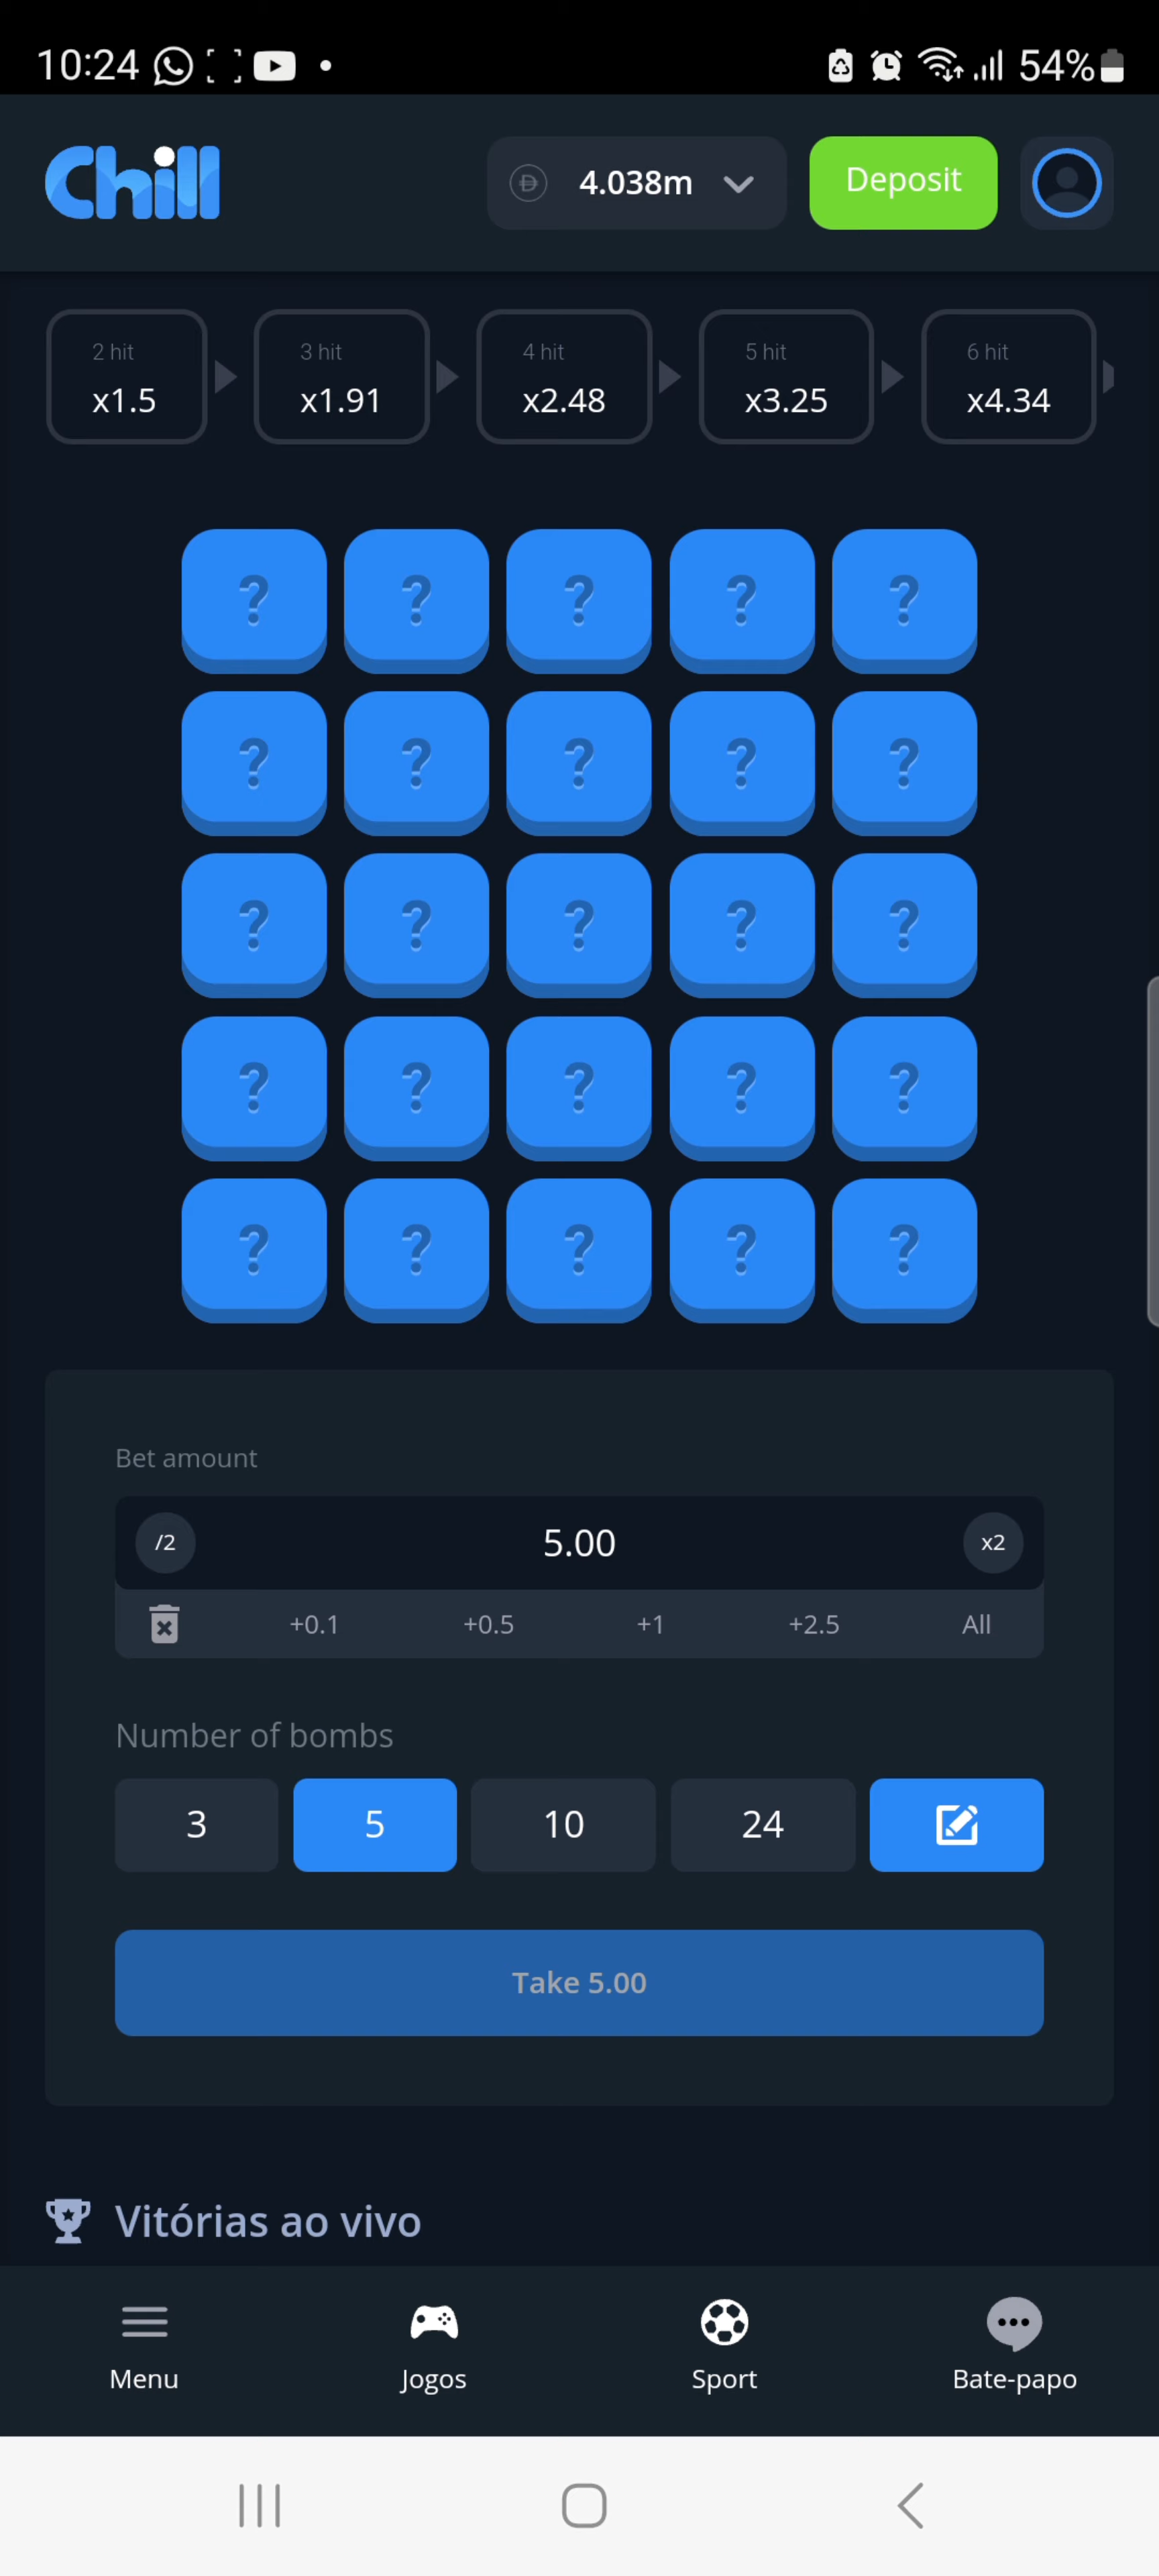 10:24 54%
Chill 4.038m Deposit
2 hit 3 hit 4 hit 5 hit 6 hit
x1.5 x1.91 x2.48 x3.25 x4.34
? ? ? ? ?
? ? ? ? ?
? ? ? ? ?
? ? ? ? ?
? ? ? ? ?
Bet amount
/2 5.00 x2
+0.1 +0.5 +1 +2.5 All
Number of bombs
3 5 10 24
Take 5.00
Vitórias ao vivo
Menu Jogos Sport Bate-papo